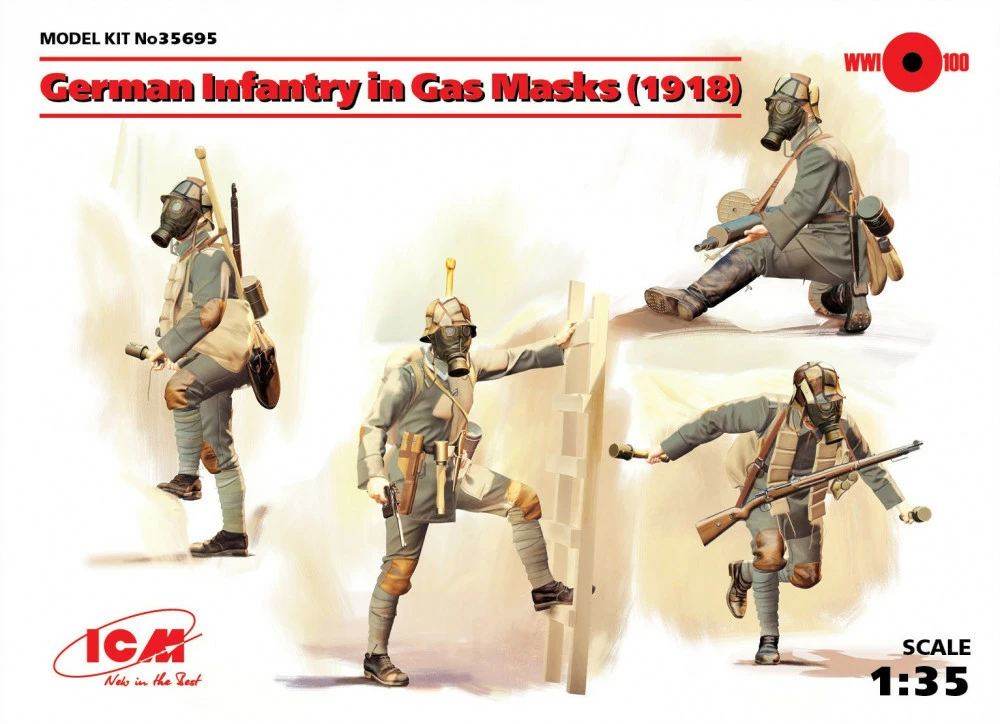 MODEL KIT No35695
German Infantry in Gas Masks (1918)
WWI 100
ICM
New in the Best
SCALE
1:35